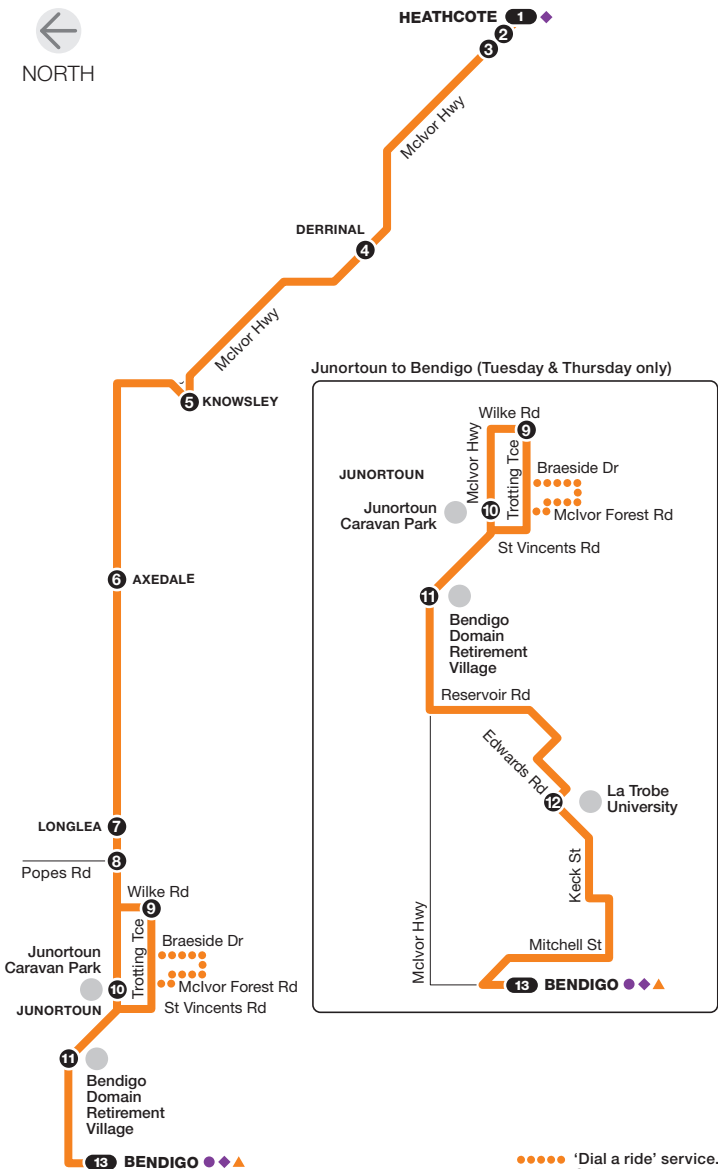 NORTH
HEATHCOTE 1
2
3
McIvor Hwy
DERRINAL
4
McIvor Hwy
5 KNOWSLEY
6 AXEDALE
LONGLEA 7
8
Popes Rd
Wilke Rd
9
Trotting Tce
Braeside Dr
Junortoun
Caravan Park
10
McIvor Forest Rd
JUNORTOUN
St Vincents Rd
11
Bendigo
Domain
Retirement
Village
13 BENDIGO
Junortoun to Bendigo (Tuesday & Thursday only)
Wilke Rd
9
McIvor Hwy
Trotting Tce
JUNORTOUN
Braeside Dr
Junortoun
Caravan Park
10
McIvor Forest Rd
St Vincents Rd
11
Bendigo
Domain
Retirement
Village
Reservoir Rd
Edwards Rd
12
La Trobe
University
Keck St
McIvor Hwy
Mitchell St
13 BENDIGO
'Dial a ride' service.